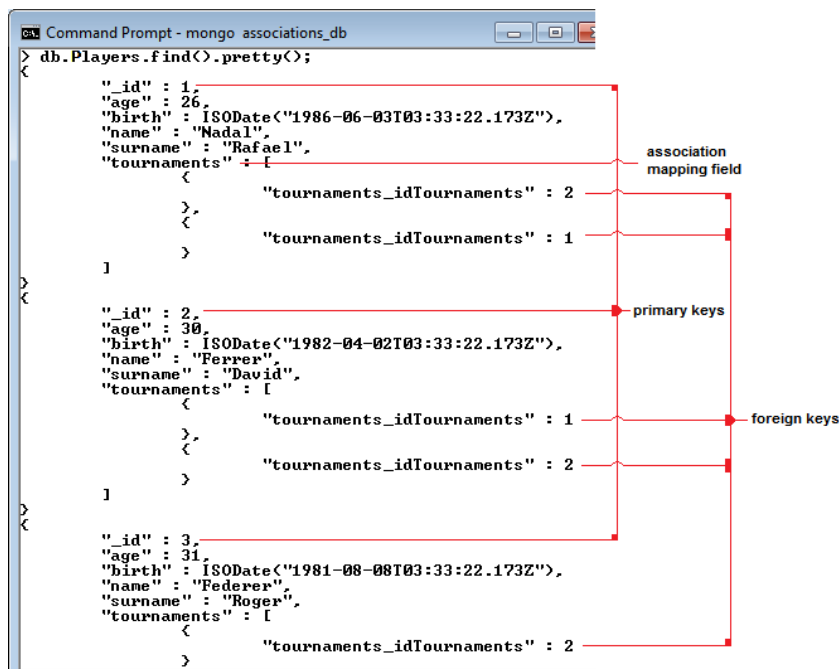 Command Prompt - mongo associations_db
> db.Players.find().pretty();
{
"_id" : 1,
"age" : 26,
"birth" : ISODate("1986-06-03T03:33:22.173Z"),
"name" : "Nadal",
"surname" : "Rafael",
"tournaments" : [
association
mapping field
{
"tournaments_idTournaments" : 2
},
{
"tournaments_idTournaments" : 1
}
]
}
{
"_id" : 2,
primary keys
"age" : 30,
"birth" : ISODate("1982-04-02T03:33:22.173Z"),
"name" : "Ferrer",
"surname" : "David",
"tournaments" : [
{
"tournaments_idTournaments" : 1
foreign keys
},
{
"tournaments_idTournaments" : 2
}
]
}
{
"_id" : 3,
"age" : 31,
"birth" : ISODate("1981-08-08T03:33:22.173Z"),
"name" : "Federer",
"surname" : "Roger",
"tournaments" : [
{
"tournaments_idTournaments" : 2
}